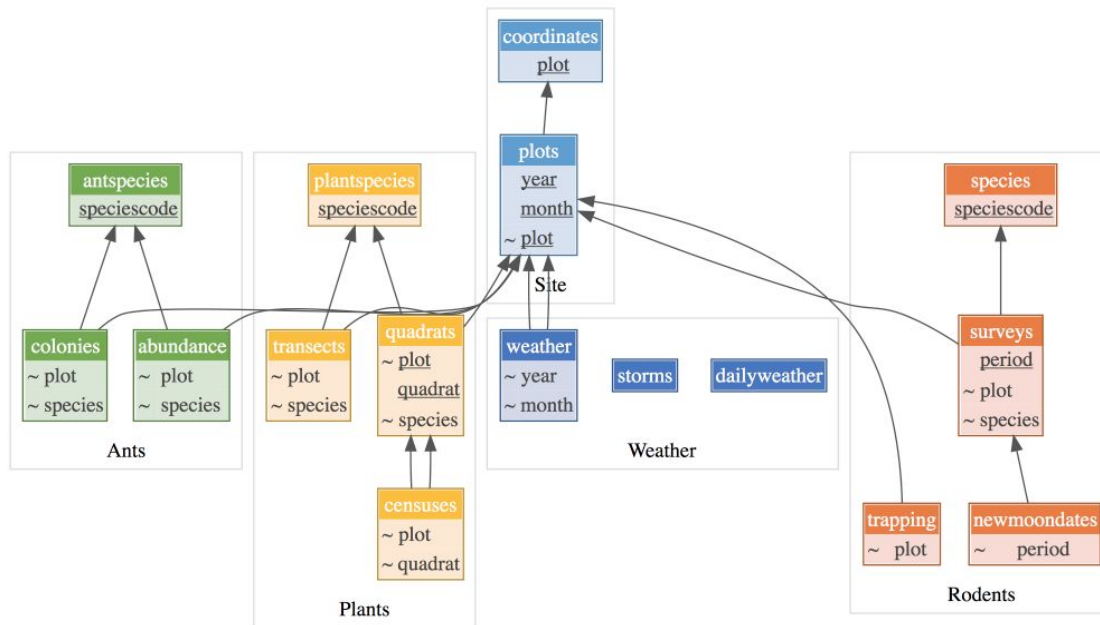 coordinates
plot
plots
year
month
~ plot
Site
antspecies
speciescode
colonies
~ plot
~ species
abundance
~ plot
~ species
Ants
plantspecies
speciescode
transects
~ plot
~ species
quadrats
~ plot
quadrat
~ species
censuses
~ plot
~ quadrat
Plants
weather
~ year
~ month
storms
dailyweather
Weather
species
speciescode
surveys
period
~ plot
~ species
trapping
~ plot
newmoondates
~ period
Rodents